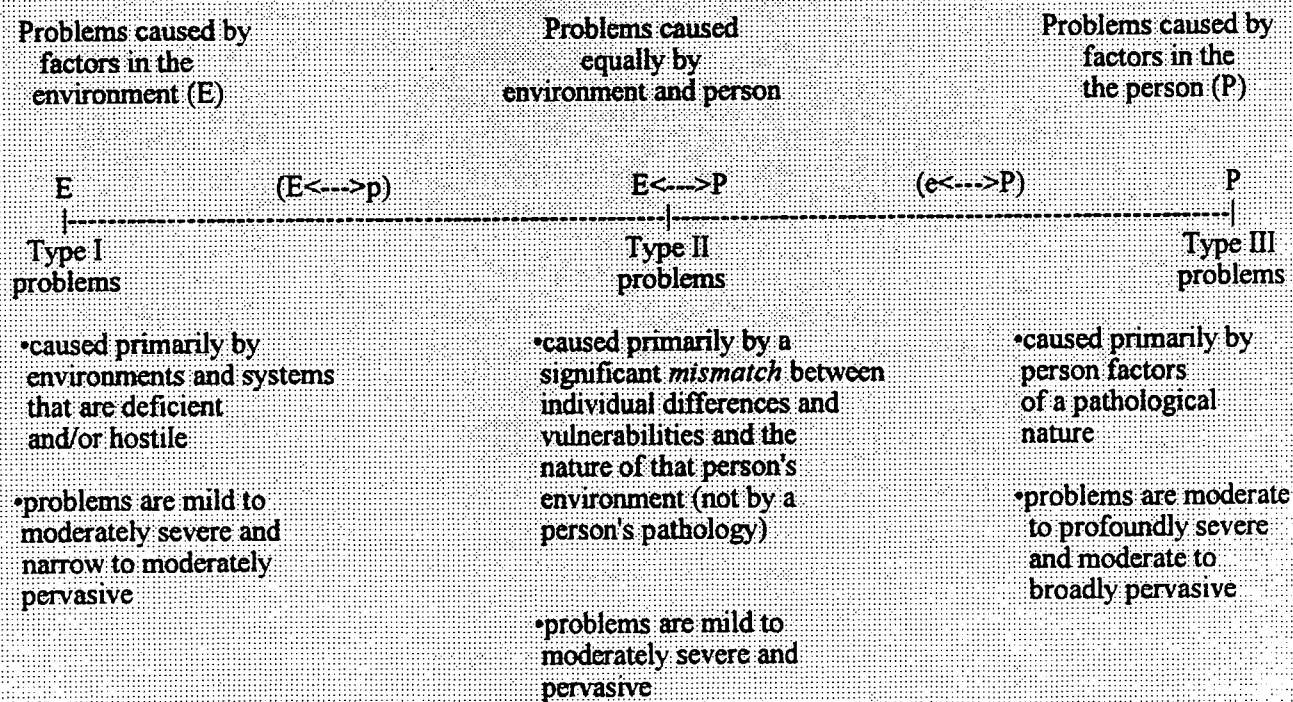 Problems caused by
factors in the
environment (E)
Problems caused
equally by
environment and person
Problems caused by
factors in the
the person (P)
E (E<--->p) E<--->P (e<--->P) P
|--------------------------------------------------|--------------------------------------------------|
Type I
problems
Type II
problems
Type III
problems
•caused primarily by
environments and systems
that are deficient
and/or hostile
•problems are mild to
moderately severe and
narrow to moderately
pervasive
•caused primarily by a
significant mismatch between
individual differences and
vulnerabilities and the
nature of that person's
environment (not by a
person's pathology)
•problems are mild to
moderately severe and
pervasive
•caused primarily by
person factors
of a pathological
nature
•problems are moderate
to profoundly severe
and moderate to
broadly pervasive